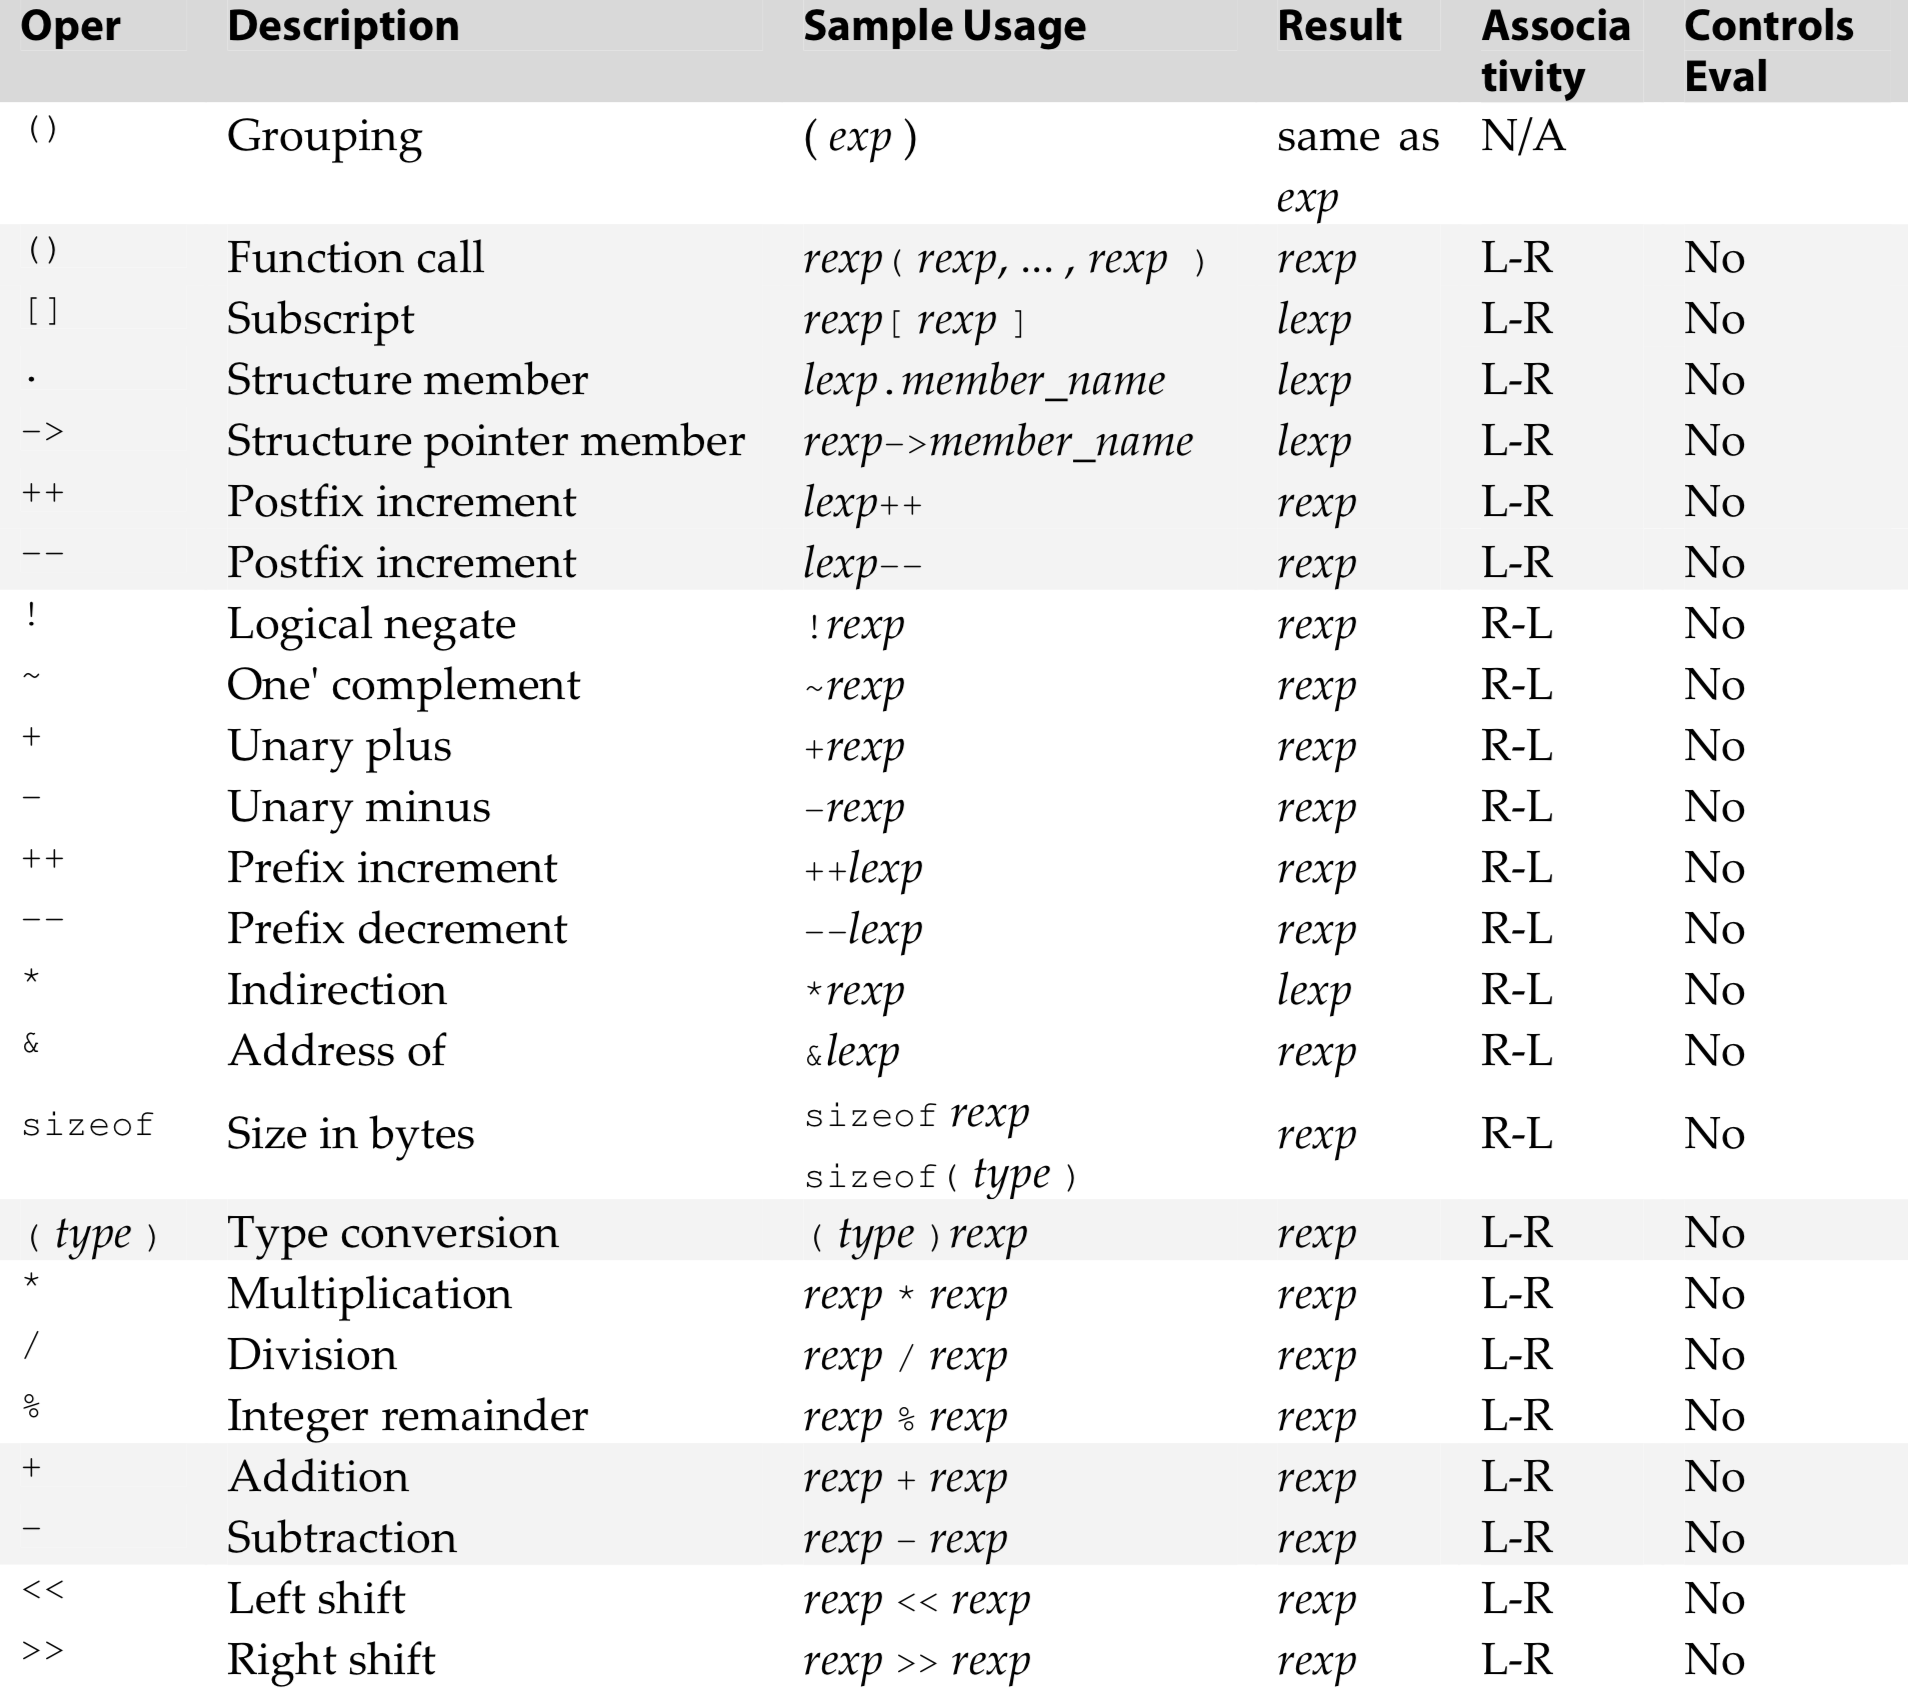 Oper Description Sample Usage Result Associa Controls
tivity Eval
() Grouping ( exp ) same as N/A
exp
() Function call rexp( rexp, ... , rexp ) rexp L-R No
[] Subscript rexp[ rexp ] lexp L-R No
. Structure member lexp.member_name lexp L-R No
-> Structure pointer member rexp->member_name lexp L-R No
++ Postfix increment lexp++ rexp L-R No
-- Postfix increment lexp-- rexp L-R No
! Logical negate !rexp rexp R-L No
~ One' complement ~rexp rexp R-L No
+ Unary plus +rexp rexp R-L No
- Unary minus -rexp rexp R-L No
++ Prefix increment ++lexp rexp R-L No
-- Prefix decrement --lexp rexp R-L No
* Indirection *rexp lexp R-L No
& Address of &lexp rexp R-L No
sizeof Size in bytes sizeof rexp rexp R-L No
sizeof( type )
( type ) Type conversion ( type )rexp rexp L-R No
* Multiplication rexp * rexp rexp L-R No
/ Division rexp / rexp rexp L-R No
% Integer remainder rexp % rexp rexp L-R No
+ Addition rexp + rexp rexp L-R No
- Subtraction rexp - rexp rexp L-R No
<< Left shift rexp << rexp rexp L-R No
>> Right shift rexp >> rexp rexp L-R No